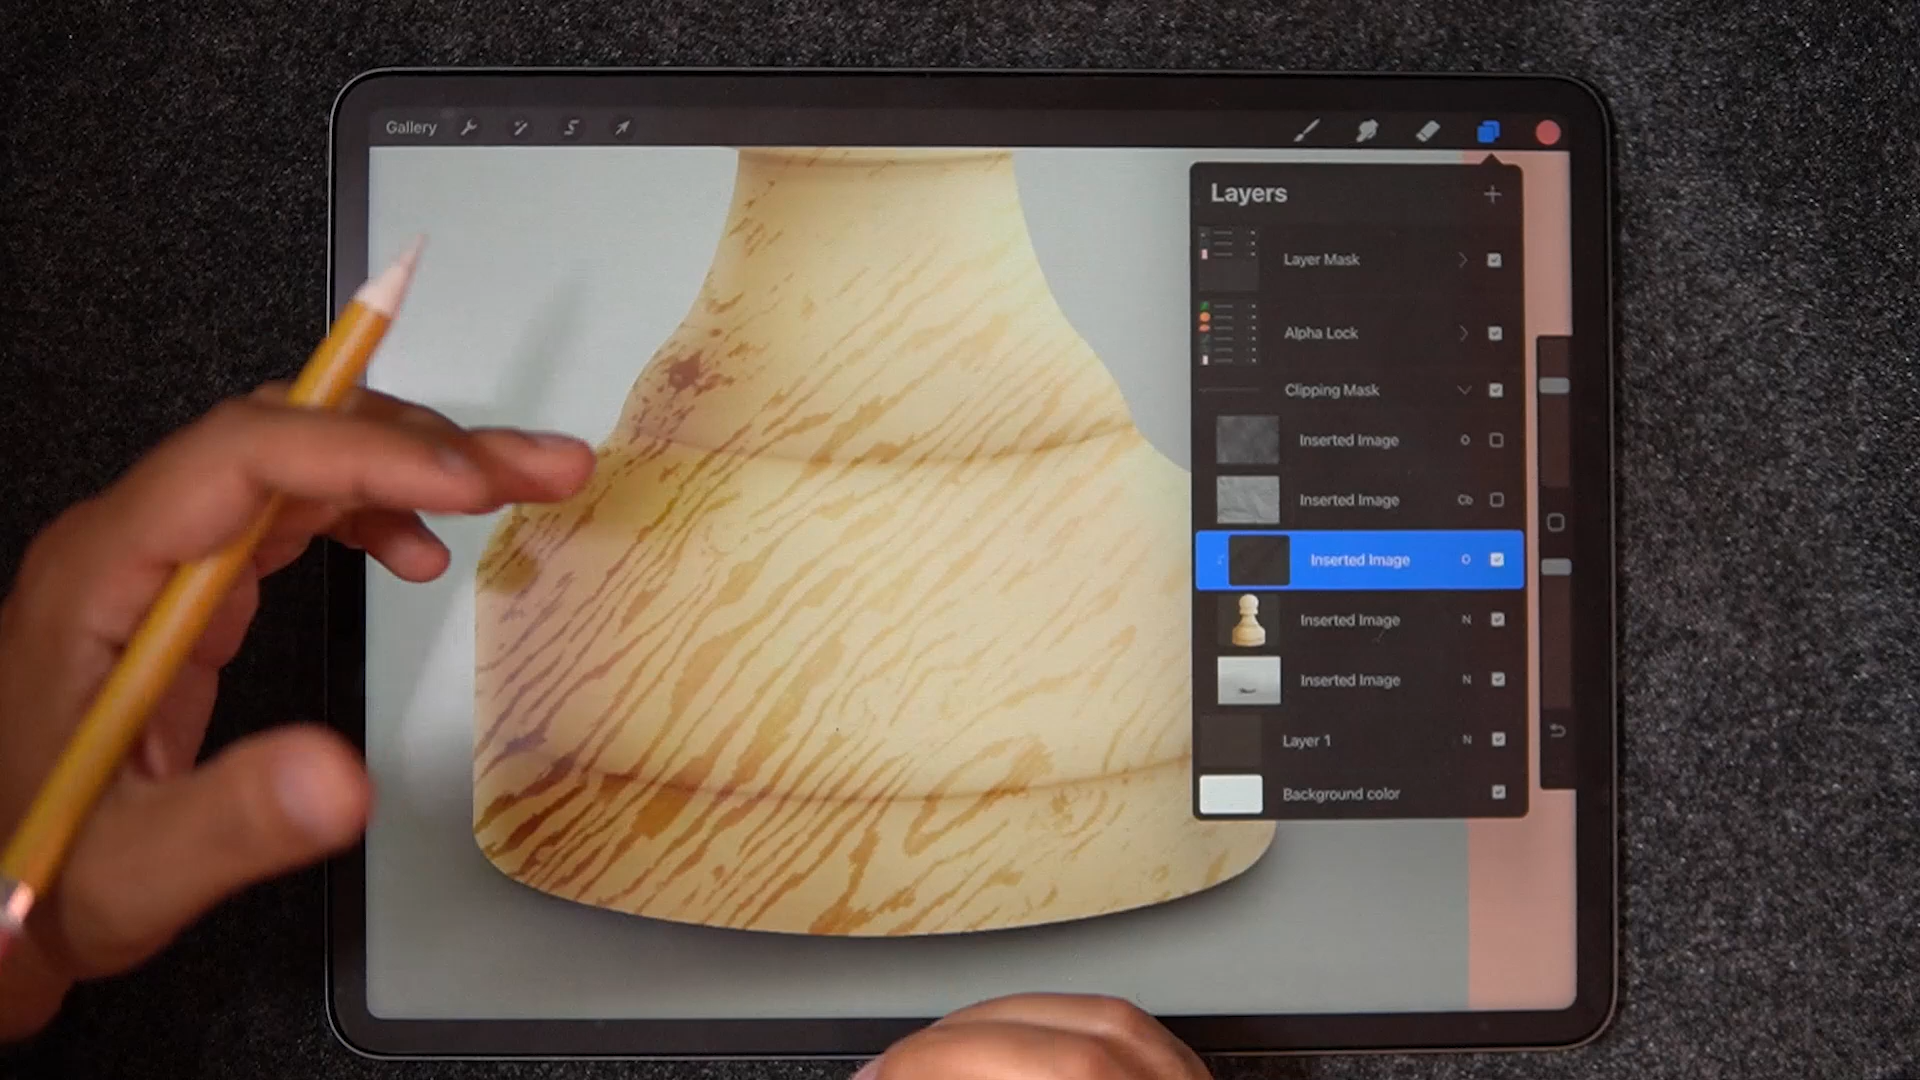 Gallery
Layers
Layer Mask
Alpha Lock
Clipping Mask
Inserted Image O
Inserted Image Cb
Inserted Image O
Inserted Image N
Inserted Image N
Layer 1 N
Background color